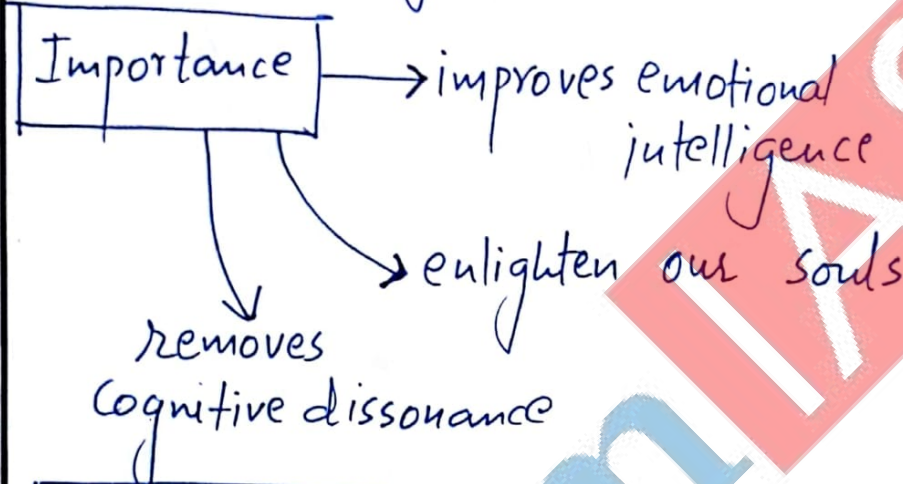 Importance
improves emotional
intelligence
enlighten our souls
removes
Cognitive dissonance